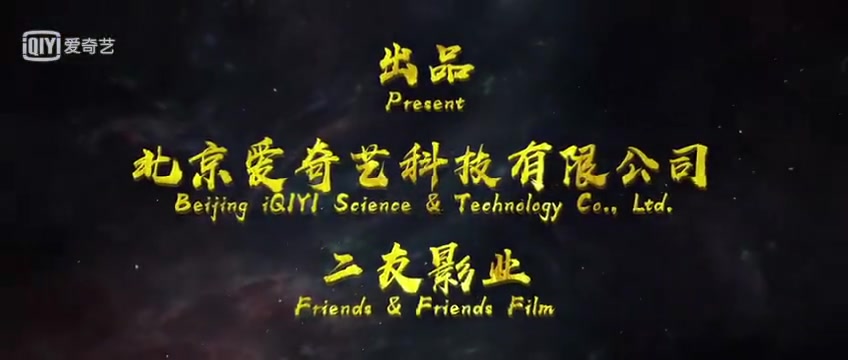 iQIYI 爱奇艺
出品
Present
北京爱奇艺科技有限公司
Beijing iQIYI Science & Technology Co., Ltd.
二友影业
Friends & Friends Film